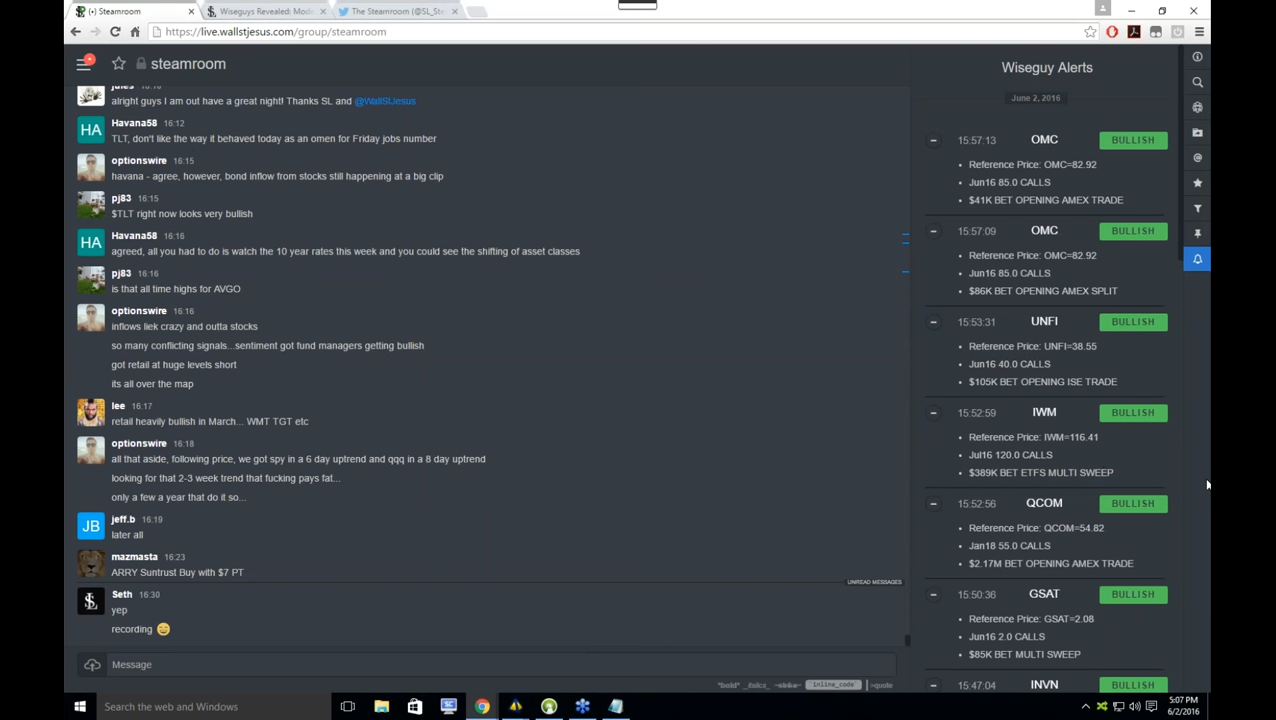 (•) Steamroom
Wiseguys Revealed: Mod
The Steamroom (@SL_Ste
https://live.wallstjesus.com/group/steamroom
steamroom
jules 16:10
alright guys I am out have a great night! Thanks SL and @WallStJesus
HA
Havana58 16:12
TLT, don't like the way it behaved today as an omen for Friday jobs number
optionswire 16:15
havana - agree, however, bond inflow from stocks still happening at a big clip
pj83 16:15
$TLT right now looks very bullish
HA
Havana58 16:16
agreed, all you had to do is watch the 10 year rates this week and you could see the shifting of asset classes
pj83 16:16
is that all time highs for AVGO
optionswire 16:16
inflows liek crazy and outta stocks
so many conflicting signals...sentiment got fund managers getting bullish
got retail at huge levels short
its all over the map
lee 16:17
retail heavily bullish in March... WMT TGT etc
optionswire 16:18
all that aside, following price, we got spy in a 6 day uptrend and qqq in a 8 day uptrend
looking for that 2-3 week trend that fucking pays fat...
only a few a year that do it so...
JB
jeff.b 16:19
later all
mazmasta 16:23
ARRY Suntrust Buy with $7 PT
UNREAD MESSAGES
Seth 16:30
yep
recording 😄
Message
*bold* _italics_ ~strike~ inline_code >quote
Wiseguy Alerts
June 2, 2016
15:57:13 OMC BULLISH
Reference Price: OMC=82.92
Jun16 85.0 CALLS
$41K BET OPENING AMEX TRADE
15:57:09 OMC BULLISH
Reference Price: OMC=82.92
Jun16 85.0 CALLS
$86K BET OPENING AMEX SPLIT
15:53:31 UNFI BULLISH
Reference Price: UNFI=38.55
Jun16 40.0 CALLS
$105K BET OPENING ISE TRADE
15:52:59 IWM BULLISH
Reference Price: IWM=116.41
Jul16 120.0 CALLS
$389K BET ETFS MULTI SWEEP
15:52:56 QCOM BULLISH
Reference Price: QCOM=54.82
Jan18 55.0 CALLS
$2.17M BET OPENING AMEX TRADE
15:50:36 GSAT BULLISH
Reference Price: GSAT=2.08
Jun16 2.0 CALLS
$85K BET MULTI SWEEP
15:47:04 INVN BULLISH
Search the web and Windows
5:07 PM
6/2/2016